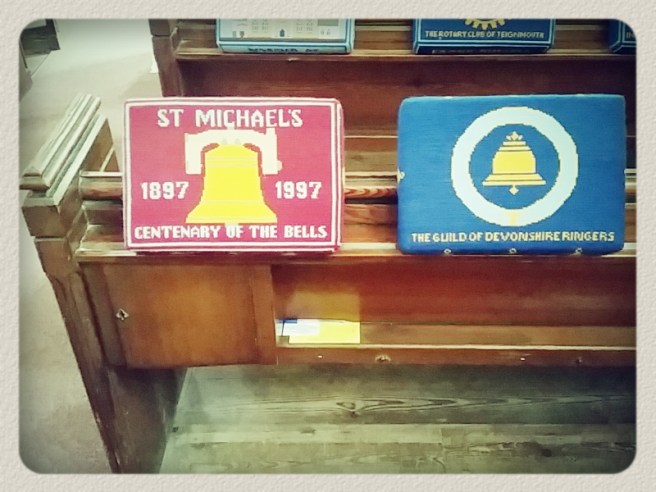 THE ROTARY CLUB OF TEIGNMOUTH
ST MICHAEL'S
1897 1997
CENTENARY OF THE BELLS
THE GUILD OF DEVONSHIRE RINGERS